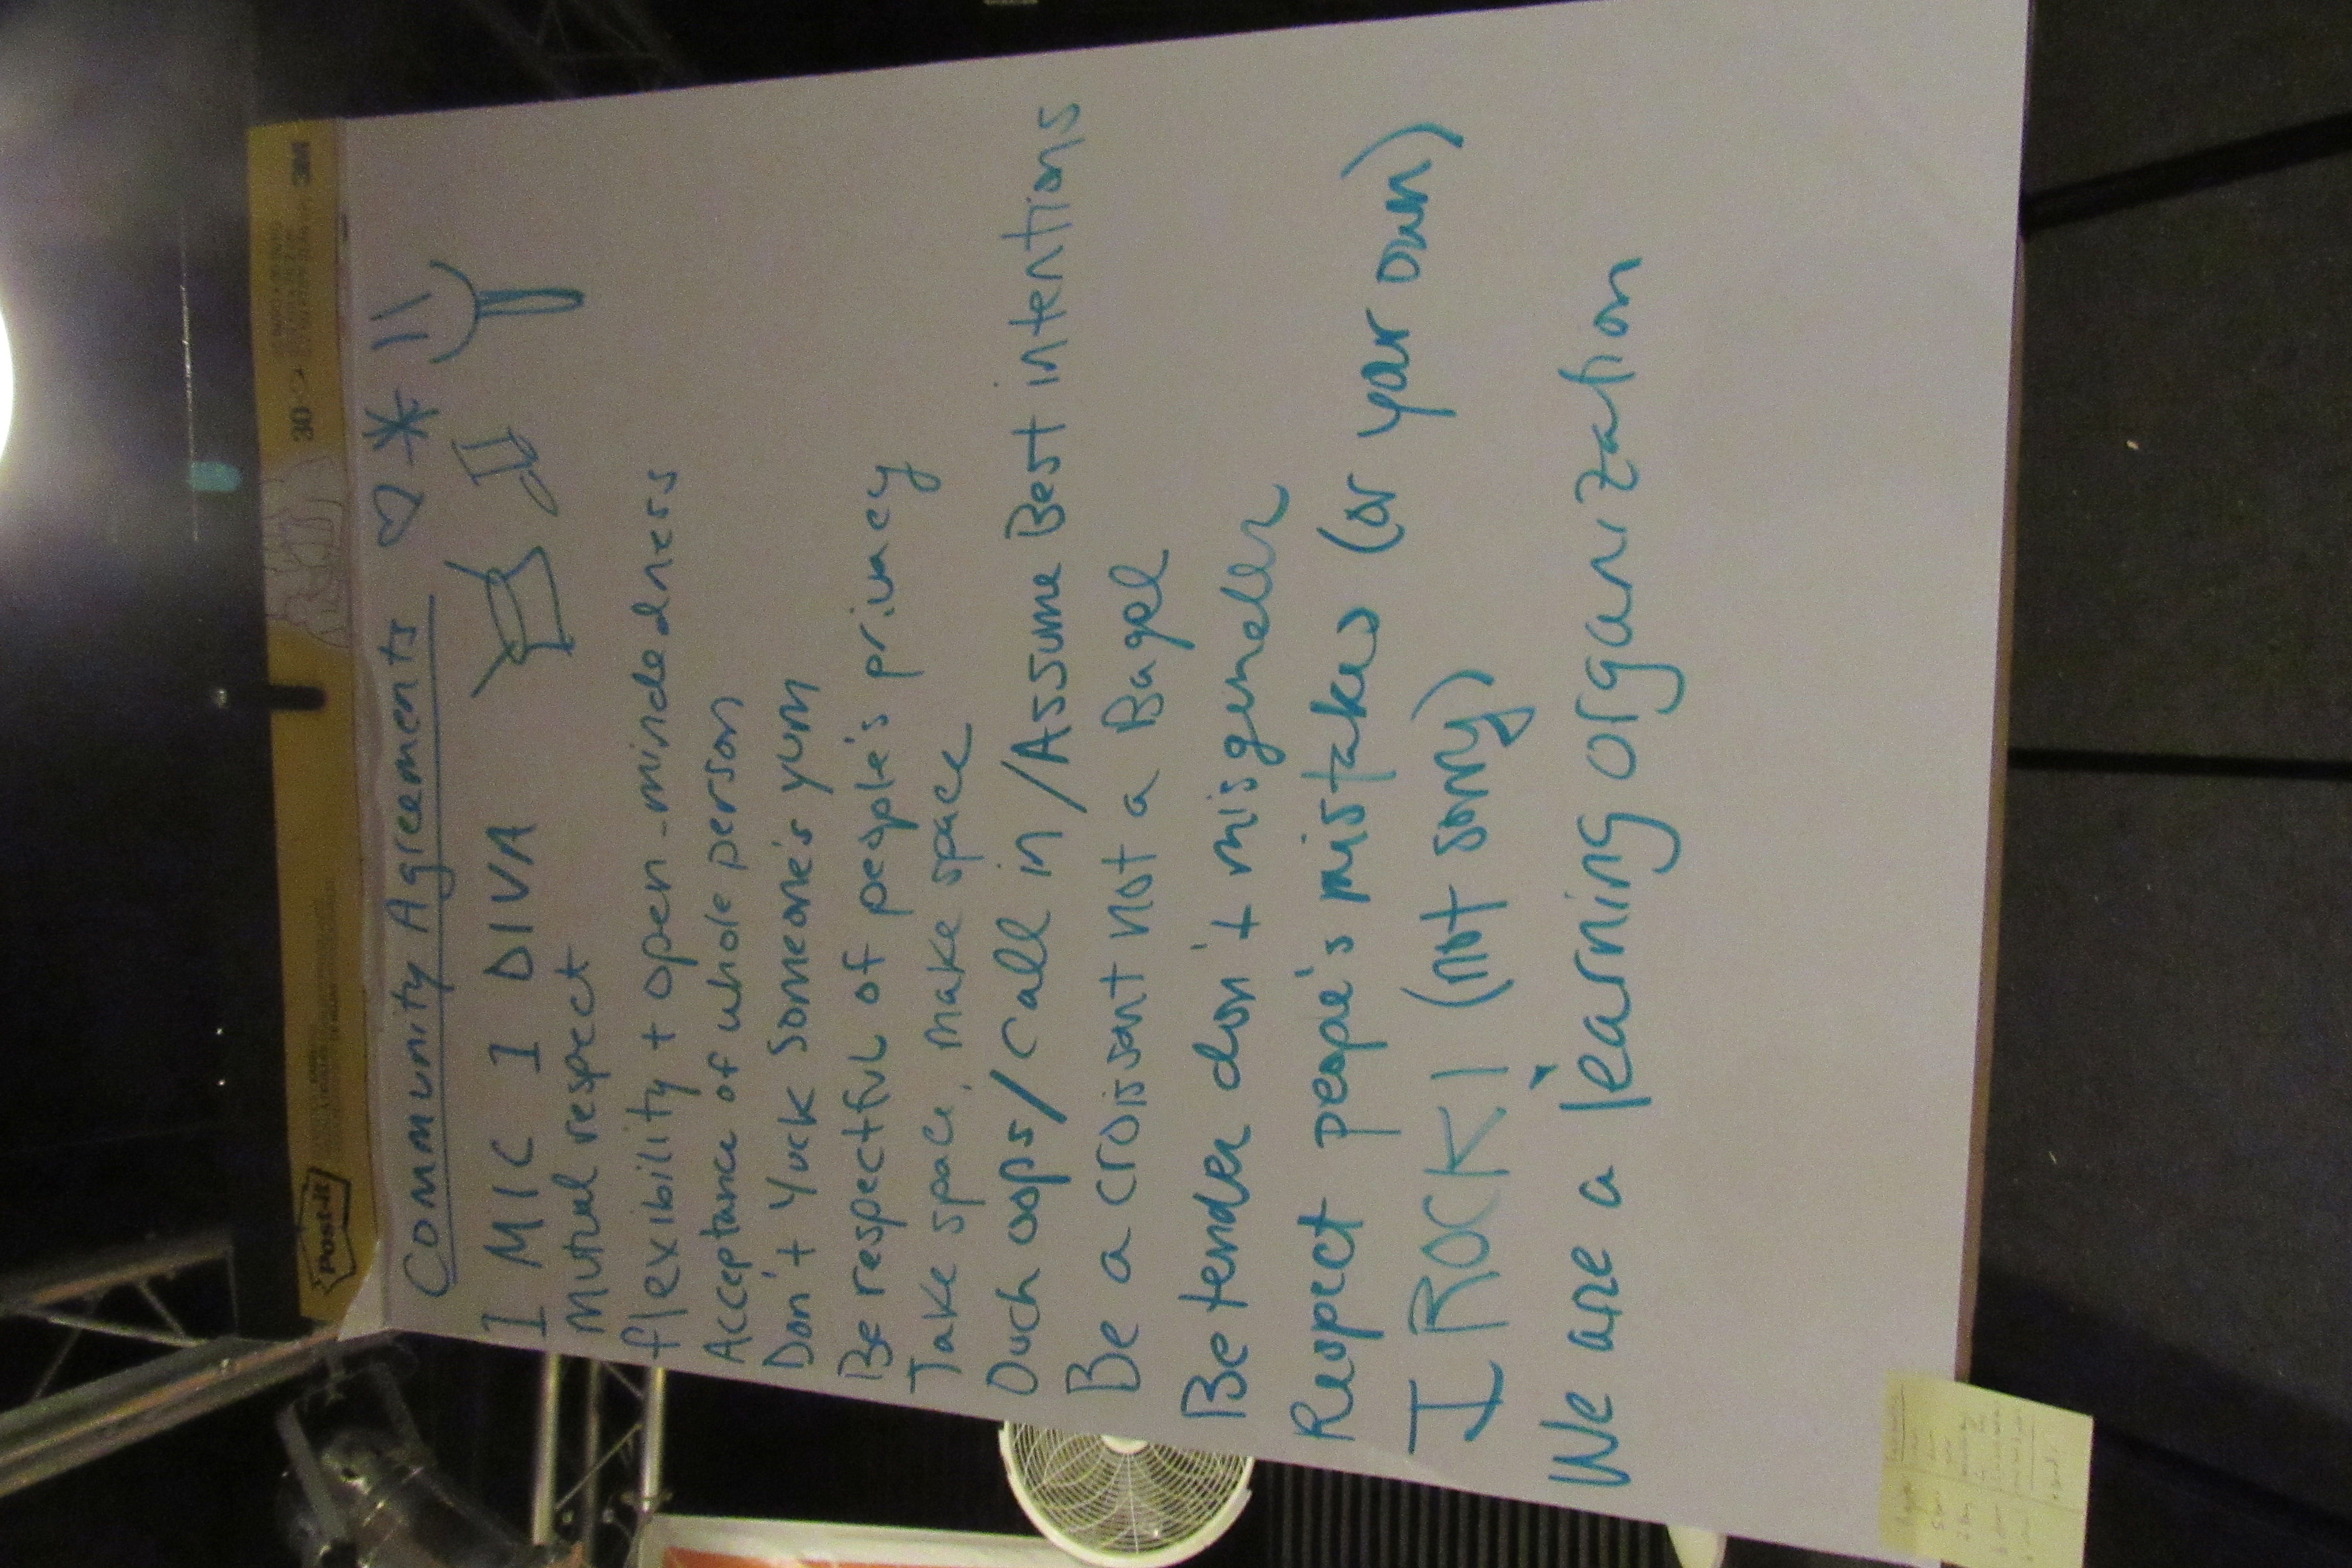 Post-it
30
3M
Community Agreements
1 MIC 1 DIVA
Mutual respect
flexibility + open-mindedness
Acceptance of whole person
Don't Yuck Someone's yum
Be respectful of people's privacy
Take space, make space
Ouch oops/Call in/Assume Best intentions
Be a croissant not a Bagel
Be tender don't misgender
Respect people's mistakes (or your own)
I ROCK! (not sorry)
We are a learning organization